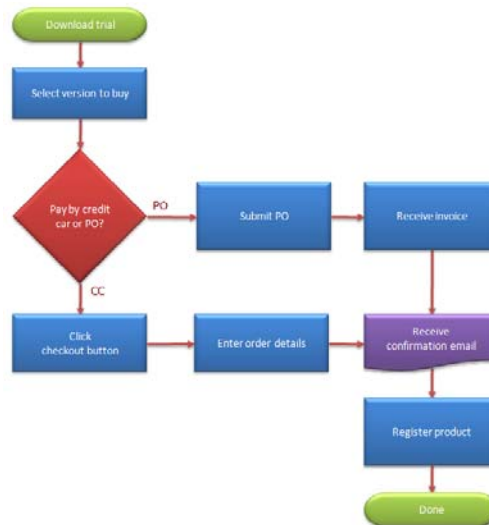 Download trial
Select version to buy
Pay by credit
car or PO?
PO
Submit PO
Receive invoice
CC
Click
checkout button
Enter order details
Receive
confirmation email
Register product
Done